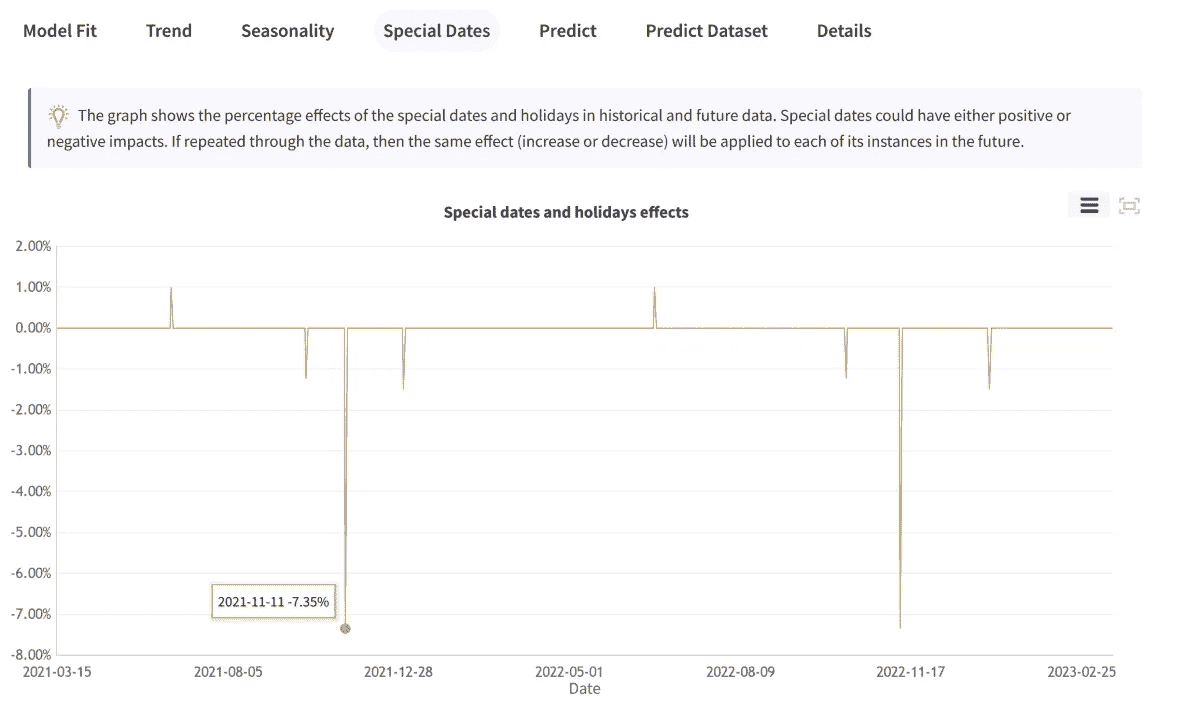 Model Fit Trend Seasonality Special Dates Predict Predict Dataset Details
The graph shows the percentage effects of the special dates and holidays in historical and future data. Special dates could have either positive or
negative impacts. If repeated through the data, then the same effect (increase or decrease) will be applied to each of its instances in the future.
Special dates and holidays effects
2.00%
1.00%
0.00%
-1.00%
-2.00%
-3.00%
-4.00%
-5.00%
-6.00%
2021-11-11 -7.35%
-7.00%
-8.00%
2021-03-15 2021-08-05 2021-12-28 2022-05-01 2022-08-09 2022-11-17 2023-02-25
Date